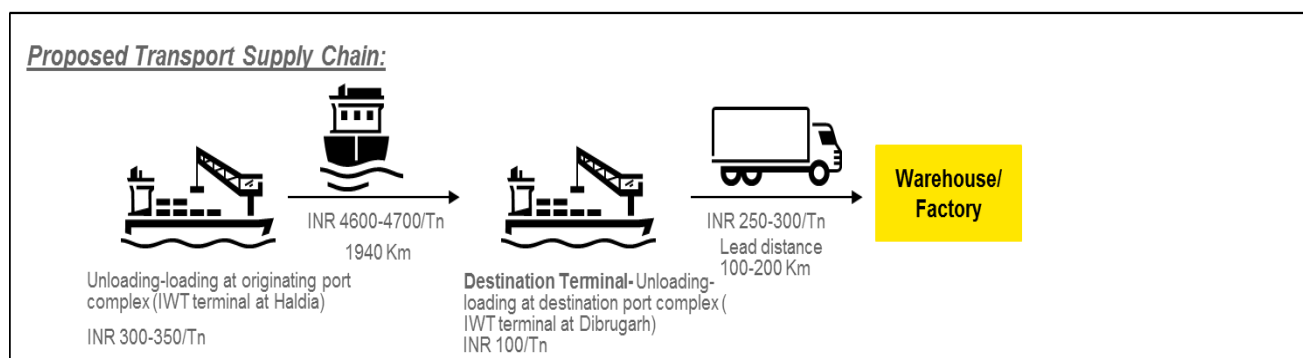 Proposed Transport Supply Chain:
Warehouse/
Factory
INR 4600-4700/Tn
1940 Km
INR 250-300/Tn
Lead distance
100-200 Km
Unloading-loading at originating port
complex (IWT terminal at Haldia)
INR 300-350/Tn
Destination Terminal- Unloading-
loading at destination port complex (
IWT terminal at Dibrugarh)
INR 100/Tn